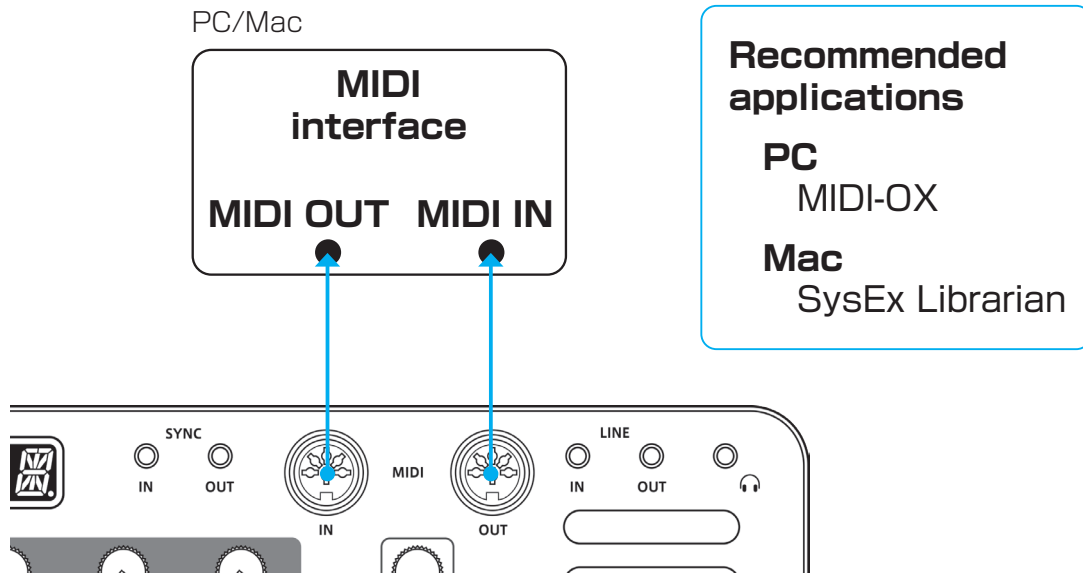 PC/Mac
MIDI
interface
MIDI OUT MIDI IN
Recommended
applications
PC
MIDI-OX
Mac
SysEx Librarian
SYNC
IN OUT
MIDI
IN OUT
LINE
IN OUT